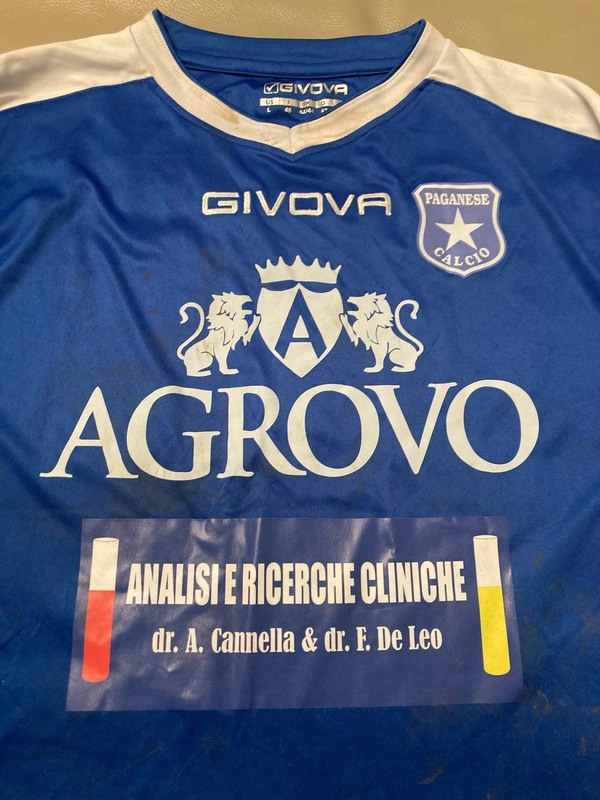 GIVOVA
L
GIVOVA
PAGANESE
CALCIO
A
AGROVO
ANALISI E RICERCHE CLINICHE
dr. A. Cannella & dr. F. De Leo